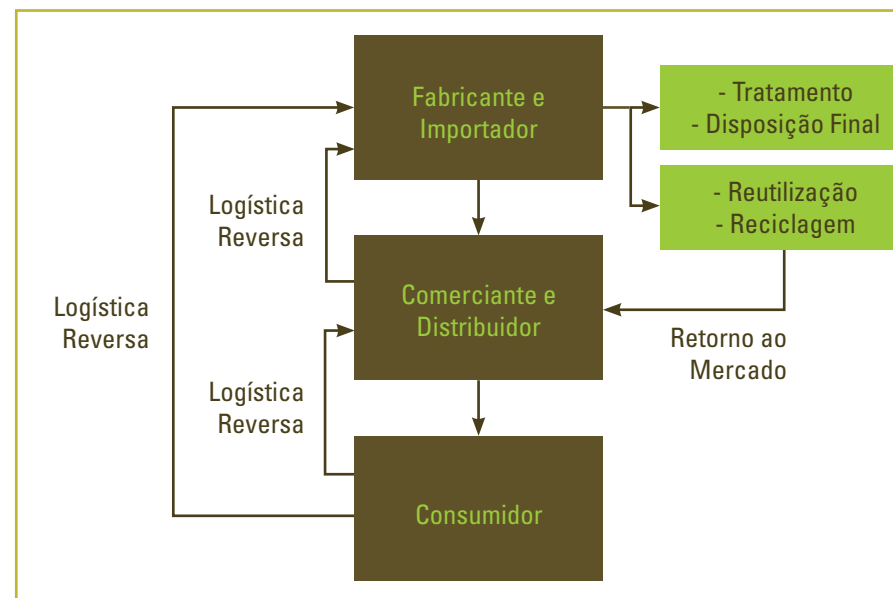 Fabricante e
Importador
- Tratamento
- Disposição Final
- Reutilização
- Reciclagem
Logística
Reversa
Comerciante e
Distribuidor
Logística
Reversa
Retorno ao
Mercado
Logística
Reversa
Consumidor